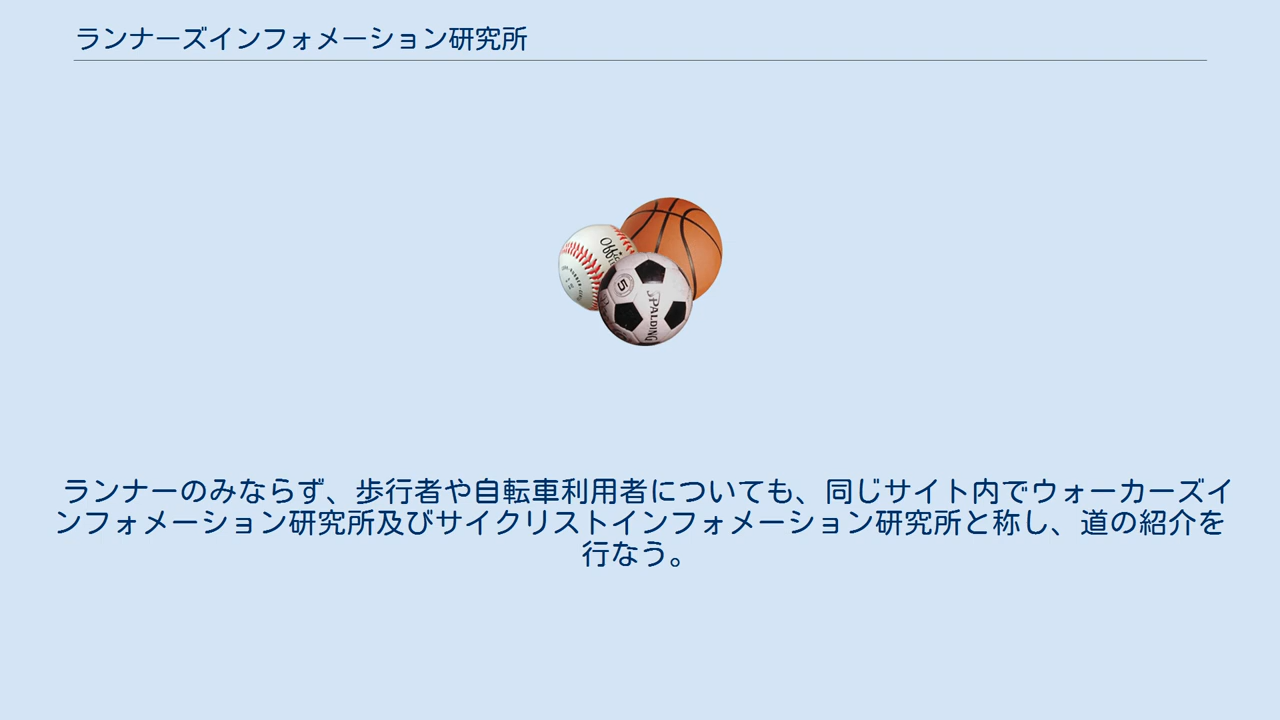 ランナーズインフォメーション研究所
Offic
5
SPALDING
ランナーのみならず、歩行者や自転車利用者についても、同じサイト内でウォーカーズイ
ンフォメーション研究所及びサイクリストインフォメーション研究所と称し、道の紹介を
行なう。